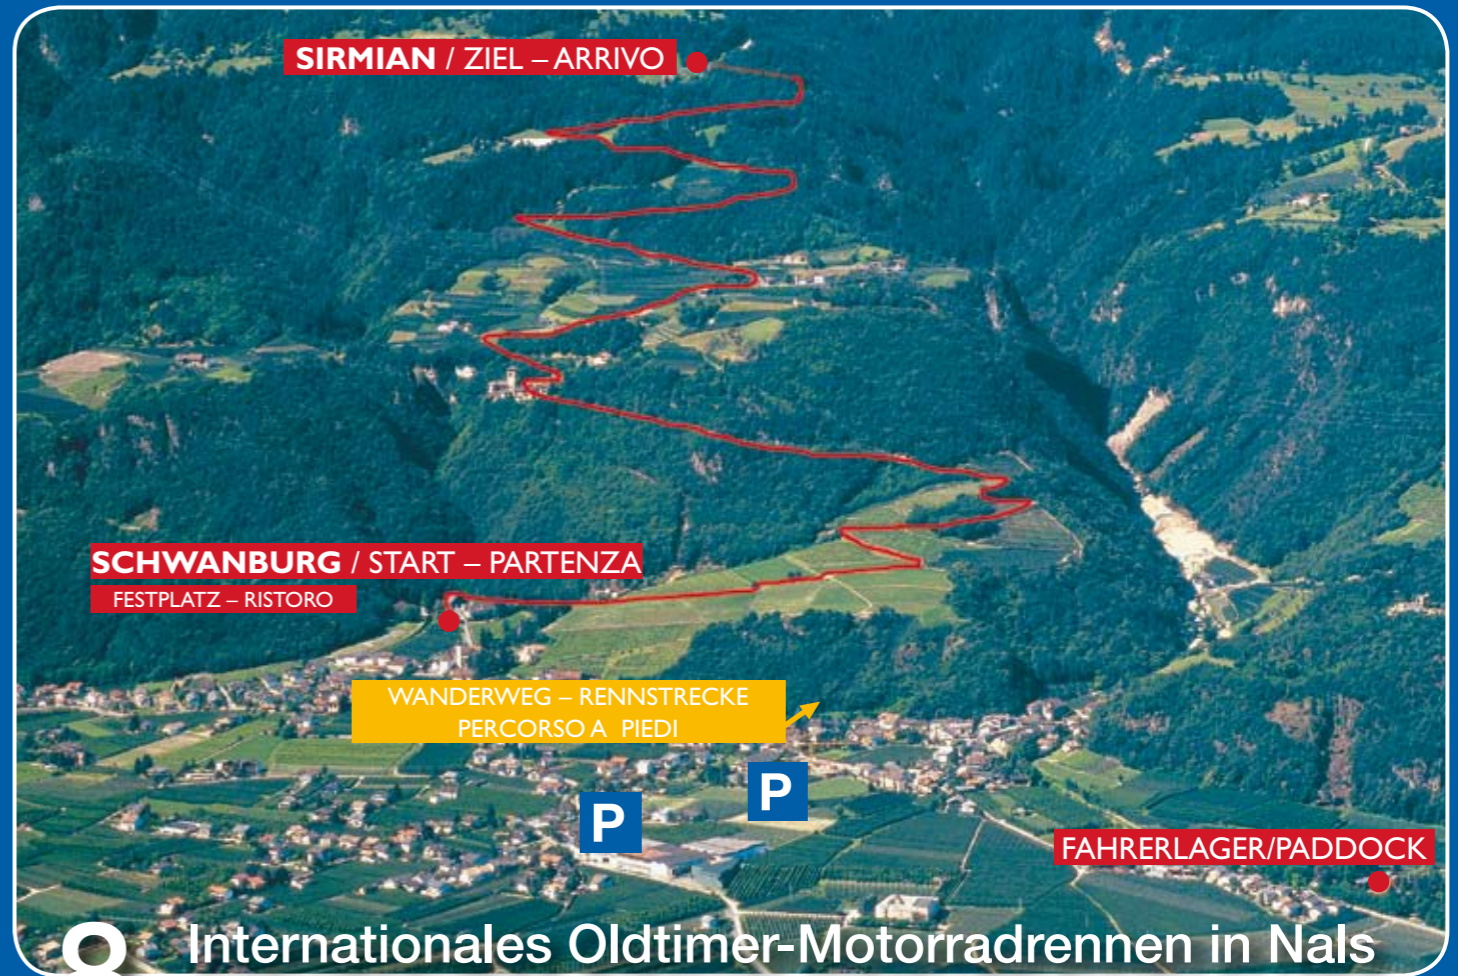 SIRMIAN / ZIEL – ARRIVO
SCHWANBURG / START – PARTENZA
FESTPLATZ – RISTORO
WANDERWEG – RENNSTRECKE
PERCORSO A PIEDI
P
P
FAHRERLAGER/PADDOCK
8 Internationales Oldtimer-Motorradrennen in Nals